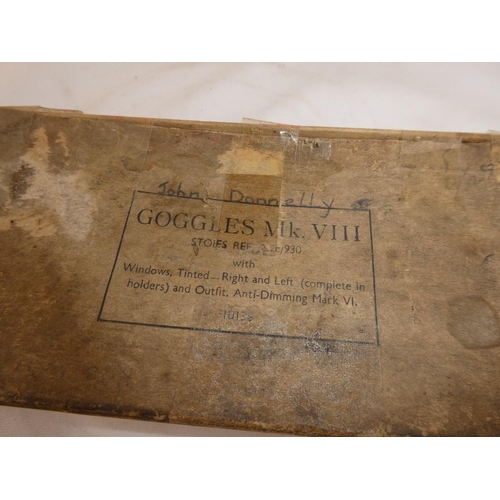 John Donnelly
GOGGLES Mk. VIII
STORES REF. /930
with
Windows, Tinted—Right and Left (complete in
holders) and Outfit, Anti-Dimming Mark VI.